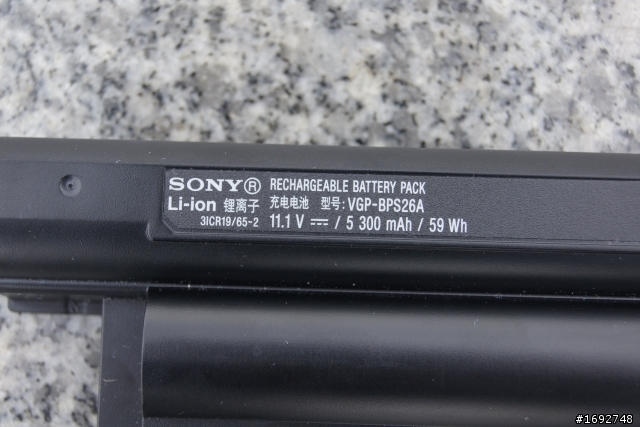 SONY® RECHARGEABLE BATTERY PACK
Li-ion 锂离子 充电电池 型号: VGP-BPS26A
3ICR19/65-2 11.1 V ⎓ / 5 300 mAh / 59 Wh
#1692748